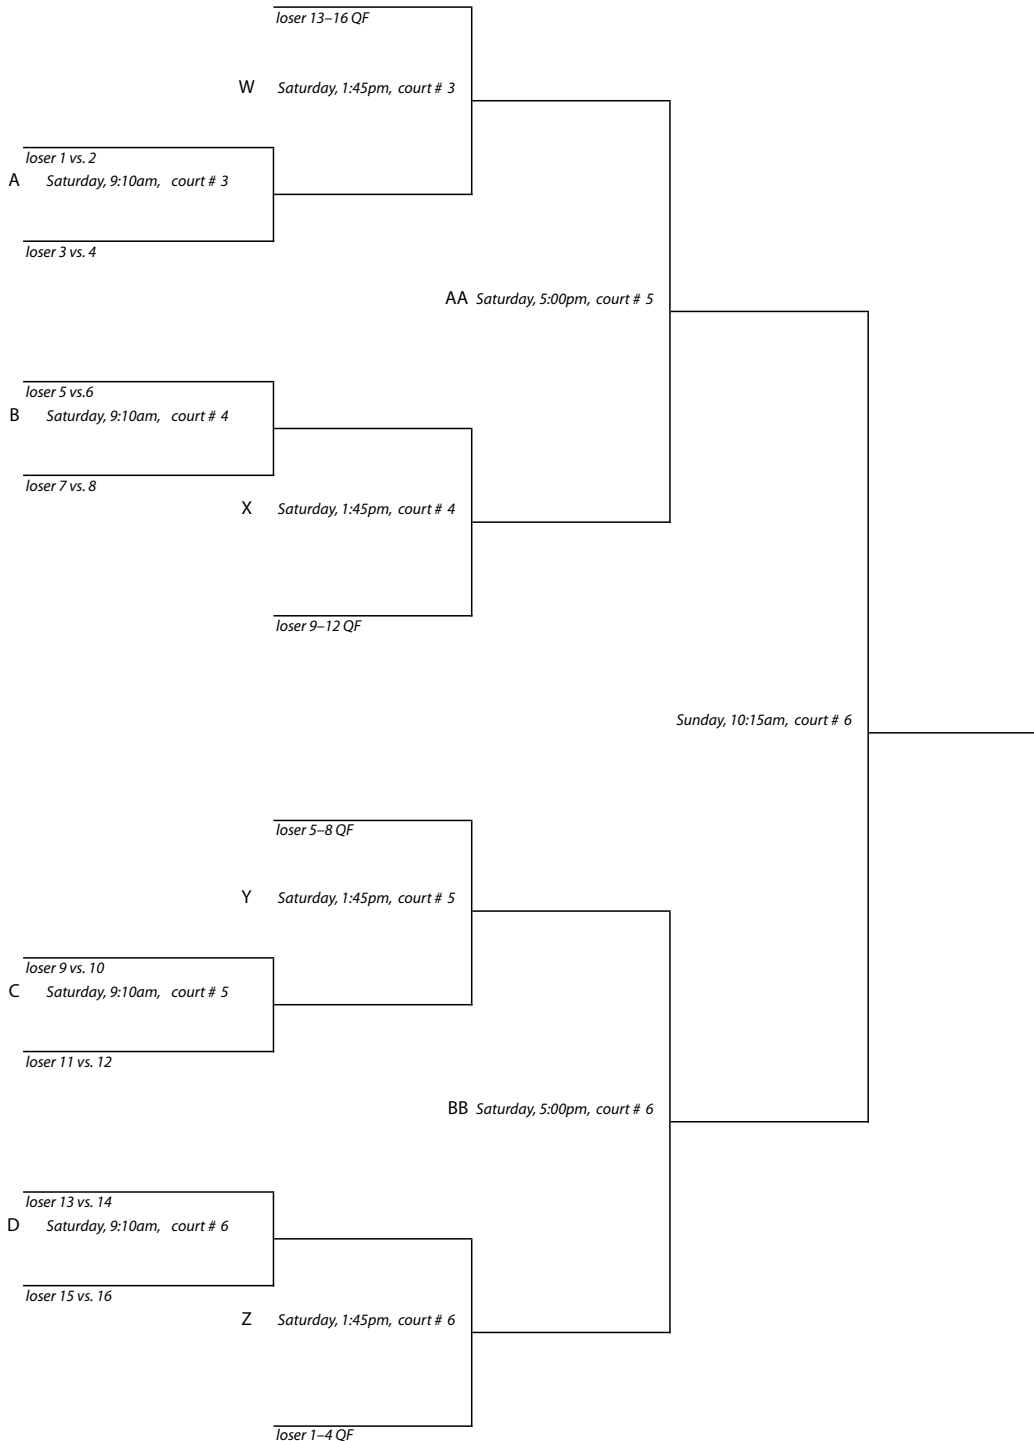 loser 13–16 QF
W Saturday, 1:45pm, court # 3
loser 1 vs. 2
A Saturday, 9:10am, court # 3
loser 3 vs. 4
AA Saturday, 5:00pm, court # 5
loser 5 vs.6
B Saturday, 9:10am, court # 4
loser 7 vs. 8
X Saturday, 1:45pm, court # 4
loser 9–12 QF
Sunday, 10:15am, court # 6
loser 5–8 QF
Y Saturday, 1:45pm, court # 5
loser 9 vs. 10
C Saturday, 9:10am, court # 5
loser 11 vs. 12
BB Saturday, 5:00pm, court # 6
loser 13 vs. 14
D Saturday, 9:10am, court # 6
loser 15 vs. 16
Z Saturday, 1:45pm, court # 6
loser 1–4 QF